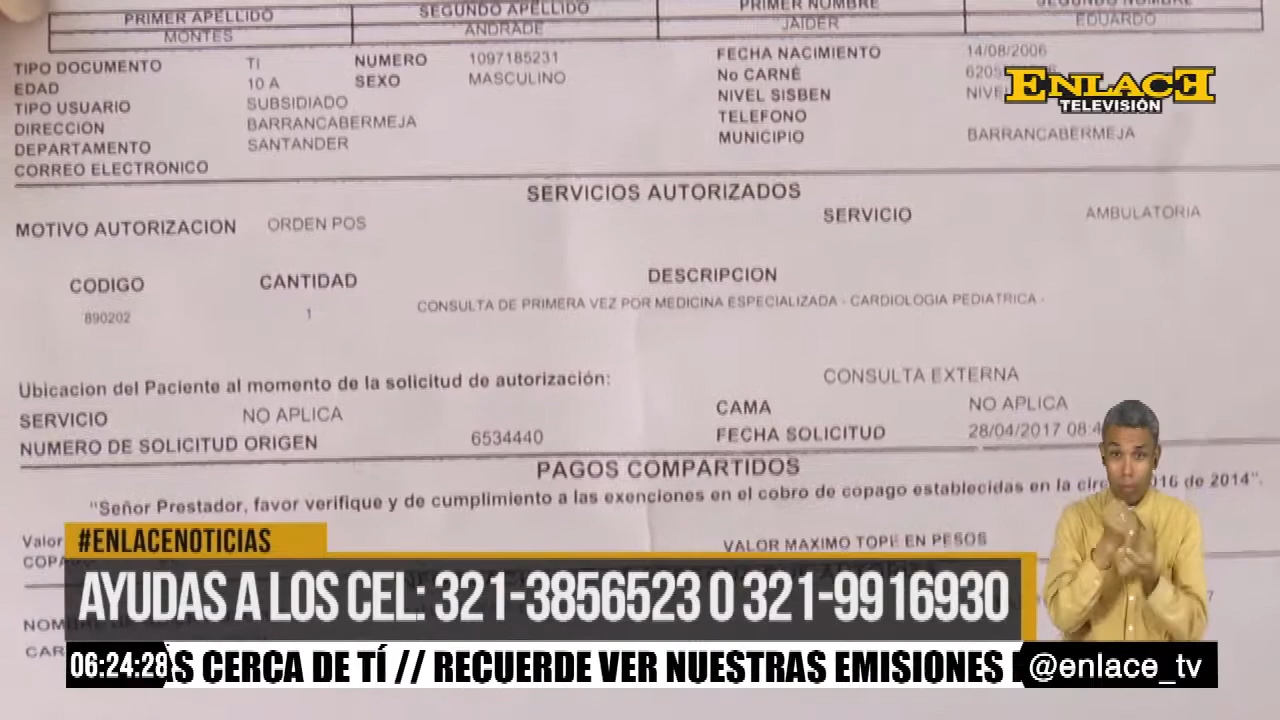 PRIMER APELLIDO SEGUNDO APELLIDO PRIMER NOMBRE SEGUNDO NOMBRE
MONTES ANDRADE JAIDER EDUARDO
TIPO DOCUMENTO TI NUMERO 1097185231 FECHA NACIMIENTO 14/08/2006
EDAD 10 A SEXO MASCULINO No CARNÉ
TIPO USUARIO SUBSIDIADO NIVEL SISBEN
DIRECCION BARRANCABERMEJA TELEFONO
DEPARTAMENTO SANTANDER MUNICIPIO BARRANCABERMEJA
CORREO ELECTRONICO
ENLACE
TELEVISIÓN
SERVICIOS AUTORIZADOS
MOTIVO AUTORIZACION ORDEN POS SERVICIO AMBULATORIA
CODIGO CANTIDAD DESCRIPCION
890202 1 CONSULTA DE PRIMERA VEZ POR MEDICINA ESPECIALIZADA - CARDIOLOGIA PEDIATRICA -
Ubicacion del Paciente al momento de la solicitud de autorización: CONSULTA EXTERNA
SERVICIO NO APLICA CAMA NO APLICA
NUMERO DE SOLICITUD ORIGEN 6534440 FECHA SOLICITUD 28/04/2017 08:4
PAGOS COMPARTIDOS
"Señor Prestador, favor verifique y de cumplimiento a las exenciones en el cobro de copago establecidas en la 016 de 2014".
Valor VALOR MAXIMO TOPE EN PESOS
#ENLACENOTICIAS
AYUDAS A LOS CEL: 321-3856523 O 321-9916930
06:24:28 ÁS CERCA DE TÍ // RECUERDE VER NUESTRAS EMISIONES
@enlace_tv